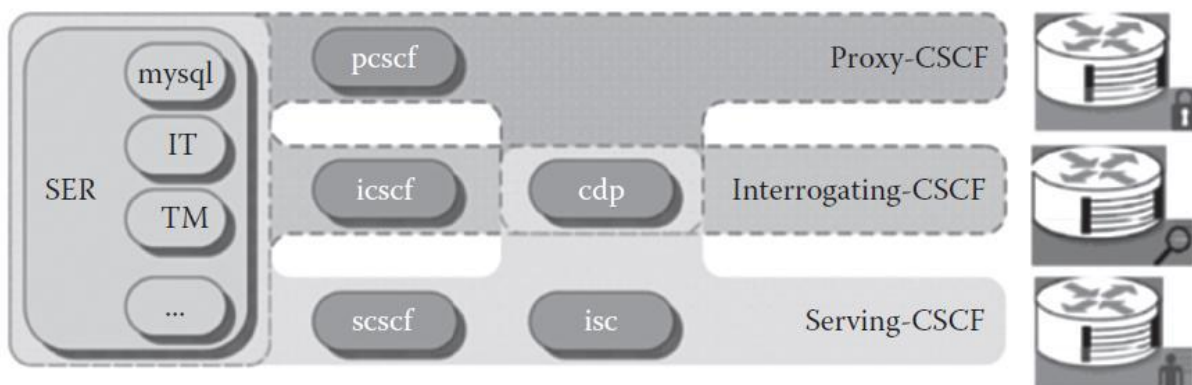 SER
mysql
IT
TM
...
pcscf
Proxy-CSCF
icscf
cdp
Interrogating-CSCF
scscf
isc
Serving-CSCF